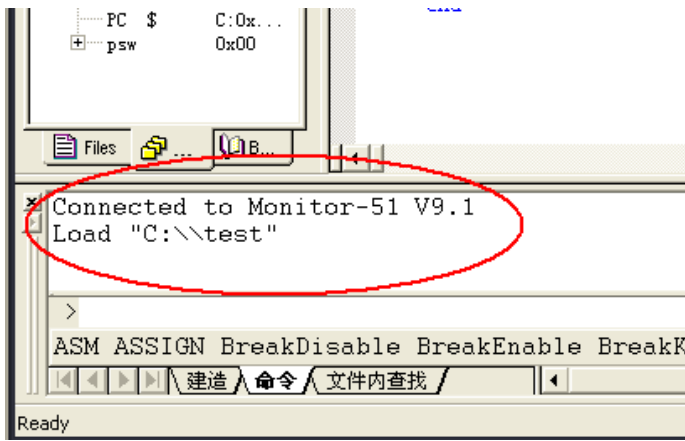 PC $ C:0x...
psw 0x00
end
Files ... B...
Connected to Monitor-51 V9.1
Load "C:\\test"
>
ASM ASSIGN BreakDisable BreakEnable BreakK
建造 命令 文件内查找
Ready